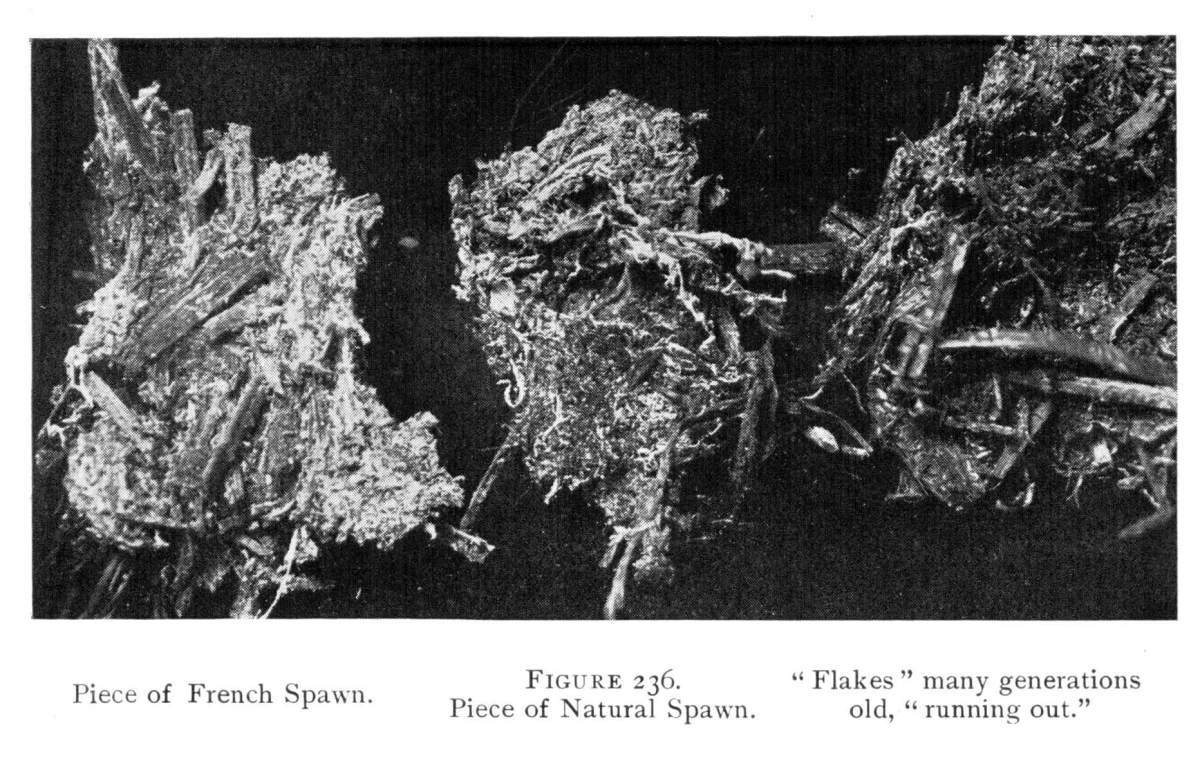 Piece of French Spawn.
FIGURE 236.
Piece of Natural Spawn.
“ Flakes ” many generations
old, “ running out.”